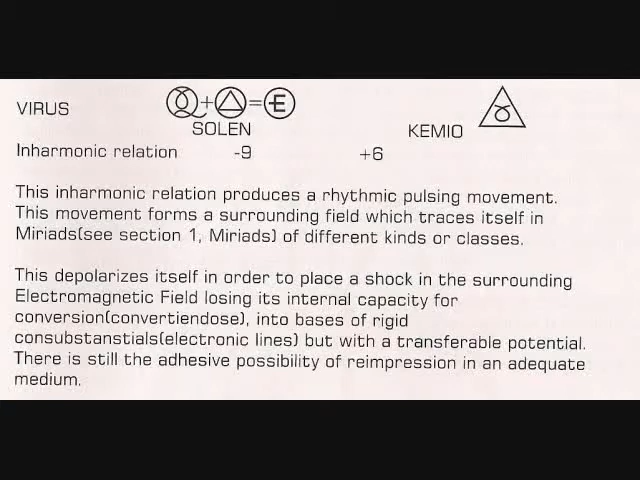 VIRUS
+ = E
SOLEN
KEMIO
Inharmonic relation -9 +6
This inharmonic relation produces a rhythmic pulsing movement.
This movement forms a surrounding field which traces itself in
Miriads(see section 1, Miriads) of different kinds or classes.
This depolarizes itself in order to place a shock in the surrounding
Electromagnetic Field losing its internal capacity for
conversion(convertiendose), into bases of rigid
consubstanstials(electronic lines) but with a transferable potential.
There is still the adhesive possibility of reimpression in an adequate
medium.